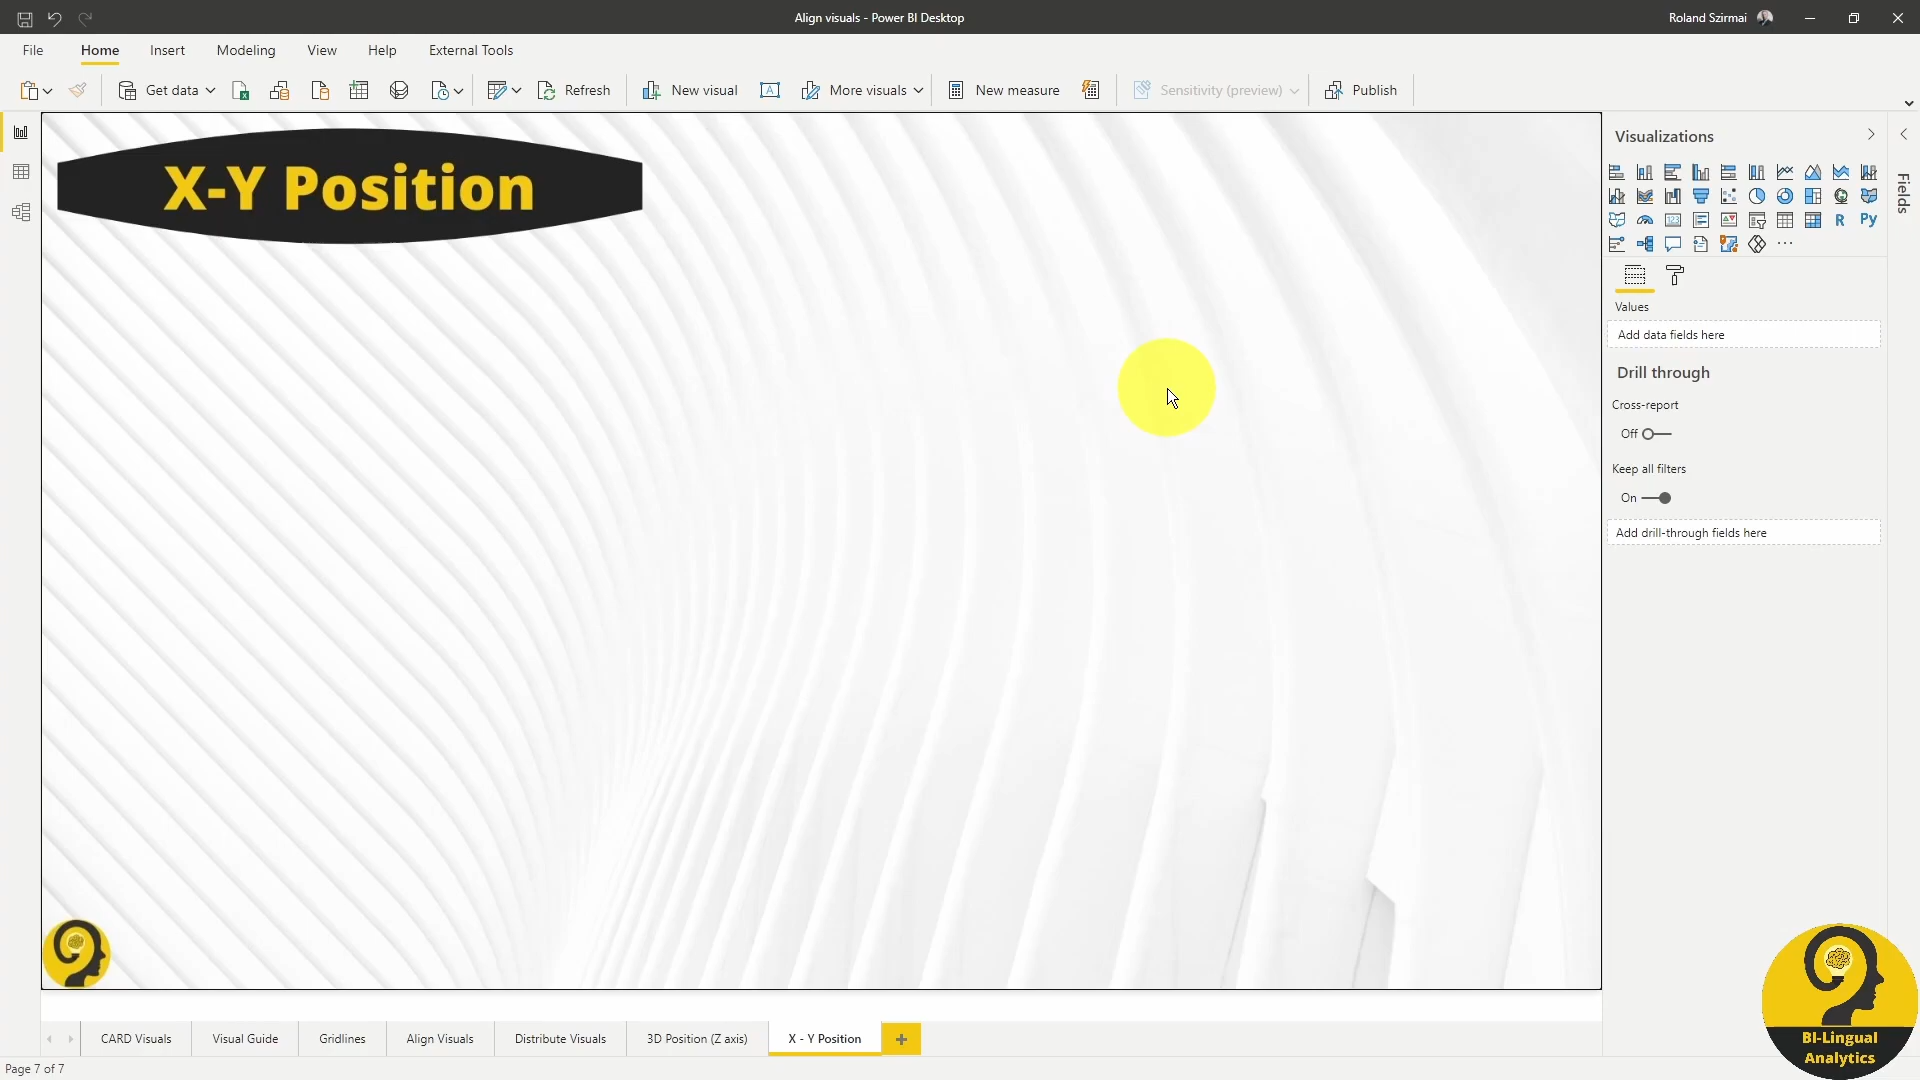 Align visuals - Power BI Desktop
Roland Szirmai
File Home Insert Modeling View Help External Tools
Get data Refresh New visual More visuals New measure Sensitivity (preview) Publish
X-Y Position
Visualizations
Fields
R Py
Values
Add data fields here
Drill through
Cross-report
Off
Keep all filters
On
Add drill-through fields here
CARD Visuals Visual Guide Gridlines Align Visuals Distribute Visuals 3D Position (Z axis) X - Y Position
Page 7 of 7
BI-Lingual
Analytics